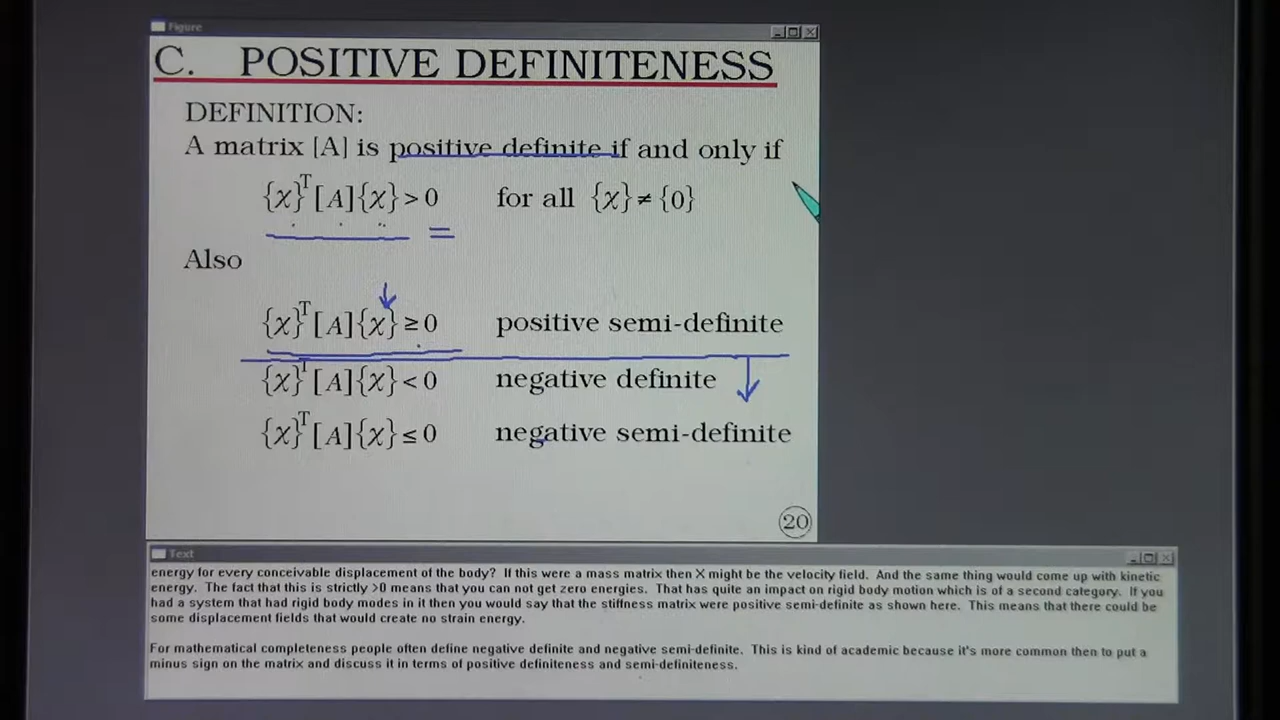 Figure
C. POSITIVE DEFINITENESS
DEFINITION:
A matrix [A] is positive definite if and only if
{χ}ᵀ[A]{χ} > 0 for all {χ} ≠ {0}
Also
{χ}ᵀ[A]{χ} ≥ 0 positive semi-definite
{χ}ᵀ[A]{χ} < 0 negative definite
{χ}ᵀ[A]{χ} ≤ 0 negative semi-definite
20
Text
energy for every conceivable displacement of the body? If this were a mass matrix then X might be the velocity field. And the same thing would come up with kinetic
energy. The fact that this is strictly >0 means that you can not get zero energies. That has quite an impact on rigid body motion which is of a second category. If you
had a system that had rigid body modes in it then you would say that the stiffness matrix were positive semi-definite as shown here. This means that there could be
some displacement fields that would create no strain energy.
For mathematical completeness people often define negative definite and negative semi-definite. This is kind of academic because it's more common then to put a
minus sign on the matrix and discuss it in terms of positive definiteness and semi-definiteness.